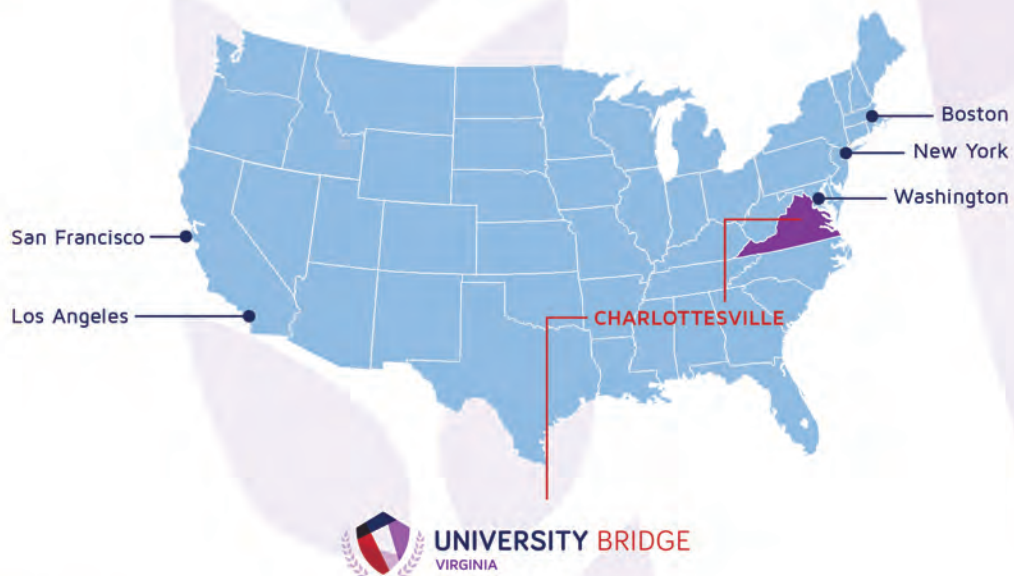 Boston
New York
Washington
San Francisco
Los Angeles
CHARLOTTESVILLE
UNIVERSITY BRIDGE
VIRGINIA